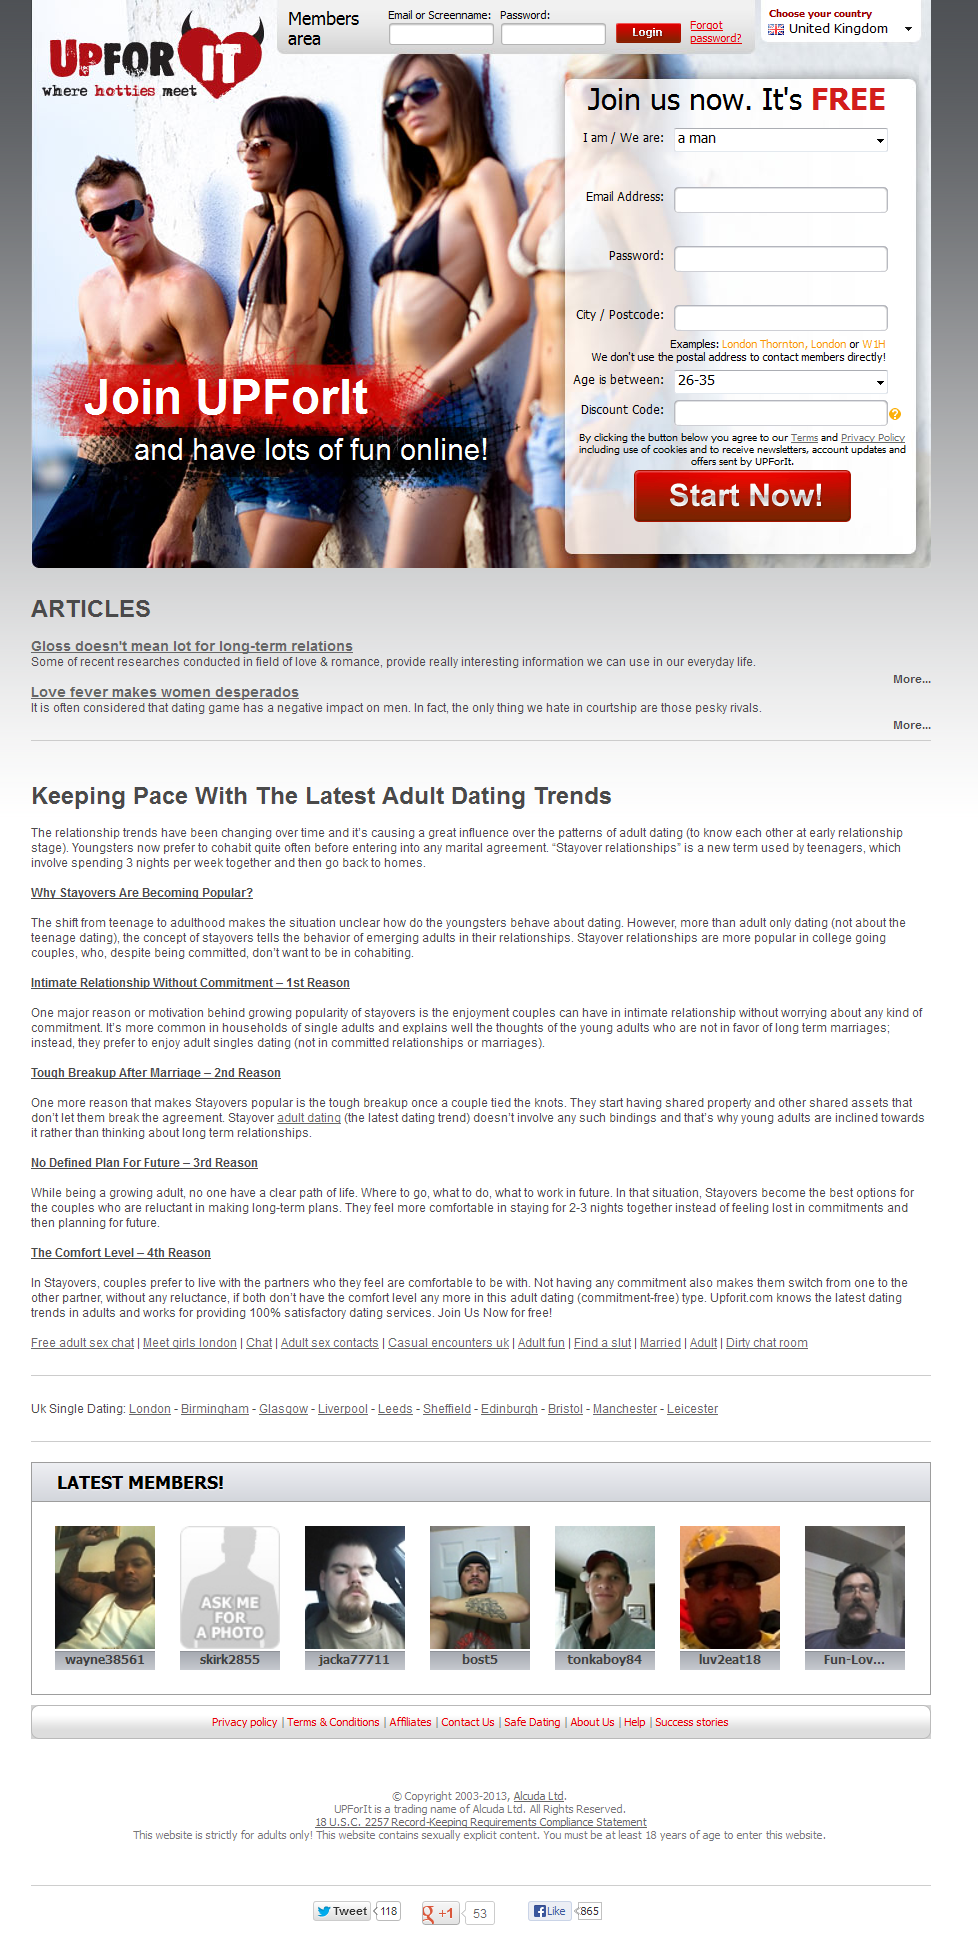 UPFOR IT
where hotties meet
Members area
Email or Screenname: Password:
Login
Forgot password?
Choose your country
United Kingdom
Join us now. It's FREE
I am / We are: a man
Email Address:
Password:
City / Postcode:
Examples: London Thornton, London or W1H
We don't use the postal address to contact members directly!
Age is between: 26-35
Discount Code:
?
By clicking the button below you agree to our Terms and Privacy Policy
including use of cookies and to receive newsletters, account updates and
offers sent by UPForIt.
Start Now!
Join UPForIt
and have lots of fun online!
ARTICLES
Gloss doesn't mean lot for long-term relations
Some of recent researches conducted in field of love & romance, provide really interesting information we can use in our everyday life.
More...
Love fever makes women desperados
It is often considered that dating game has a negative impact on men. In fact, the only thing we hate in courtship are those pesky rivals.
More...
Keeping Pace With The Latest Adult Dating Trends
The relationship trends have been changing over time and it's causing a great influence over the patterns of adult dating (to know each other at early relationship
stage). Youngsters now prefer to cohabit quite often before entering into any marital agreement. “Stayover relationships” is a new term used by teenagers, which
involve spending 3 nights per week together and then go back to homes.
Why Stayovers Are Becoming Popular?
The shift from teenage to adulthood makes the situation unclear how do the youngsters behave about dating. However, more than adult only dating (not about the
teenage dating), the concept of stayovers tells the behavior of emerging adults in their relationships. Stayover relationships are more popular in college going
couples, who, despite being committed, don't want to be in cohabiting.
Intimate Relationship Without Commitment – 1st Reason
One major reason or motivation behind growing popularity of stayovers is the enjoyment couples can have in intimate relationship without worrying about any kind of
commitment. It's more common in households of single adults and explains well the thoughts of the young adults who are not in favor of long term marriages;
instead, they prefer to enjoy adult singles dating (not in committed relationships or marriages).
Tough Breakup After Marriage – 2nd Reason
One more reason that makes Stayovers popular is the tough breakup once a couple tied the knots. They start having shared property and other shared assets that
don't let them break the agreement. Stayover adult dating (the latest dating trend) doesn't involve any such bindings and that's why young adults are inclined towards
it rather than thinking about long term relationships.
No Defined Plan For Future – 3rd Reason
While being a growing adult, no one have a clear path of life. Where to go, what to do, what to work in future. In that situation, Stayovers become the best options for
the couples who are reluctant in making long-term plans. They feel more comfortable in staying for 2-3 nights together instead of feeling lost in commitments and
then planning for future.
The Comfort Level – 4th Reason
In Stayovers, couples prefer to live with the partners who they feel are comfortable to be with. Not having any commitment also makes them switch from one to the
other partner, without any reluctance, if both don't have the comfort level any more in this adult dating (commitment-free) type. Upforit.com knows the latest dating
trends in adults and works for providing 100% satisfactory dating services. Join Us Now for free!
Free adult sex chat | Meet girls london | Chat | Adult sex contacts | Casual encounters uk | Adult fun | Find a slut | Married | Adult | Dirty chat room
Uk Single Dating: London - Birmingham - Glasgow - Liverpool - Leeds - Sheffield - Edinburgh - Bristol - Manchester - Leicester
LATEST MEMBERS!
ASK ME
FOR
A PHOTO
wayne38561 skirk2855 jacka77711 bost5 tonkaboy84 luv2eat18 Fun-Lov...
Privacy policy | Terms & Conditions | Affiliates | Contact Us | Safe Dating | About Us | Help | Success stories
© Copyright 2003-2013, Alcuda Ltd.
UPForIt is a trading name of Alcuda Ltd. All Rights Reserved.
18 U.S.C. 2257 Record-Keeping Requirements Compliance Statement
This website is strictly for adults only! This website contains sexually explicit content. You must be at least 18 years of age to enter this website.
Tweet 118 g +1 53 Like 865